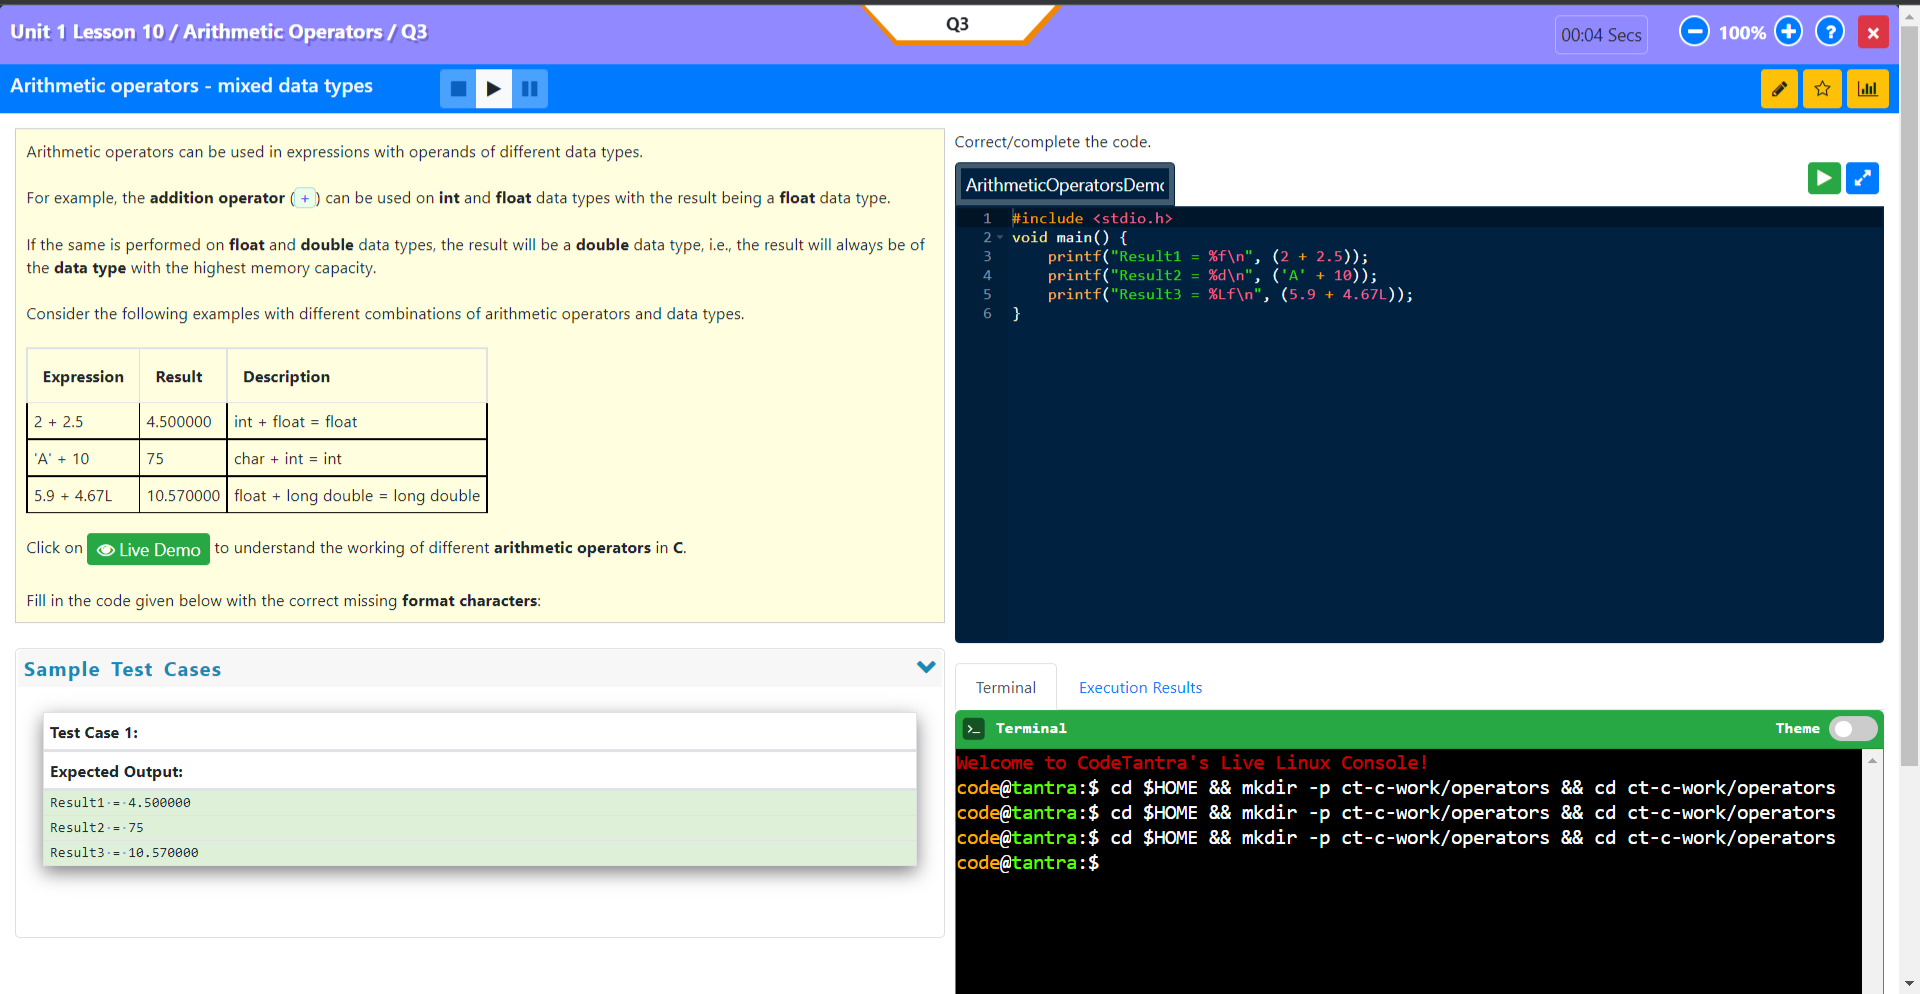 Unit 1 Lesson 10 / Arithmetic Operators / Q3
Q3
00:04 Secs
100%
?
Arithmetic operators - mixed data types
Arithmetic operators can be used in expressions with operands of different data types.
For example, the addition operator ( + ) can be used on int and float data types with the result being a float data type.
If the same is performed on float and double data types, the result will be a double data type, i.e., the result will always be of
the data type with the highest memory capacity.
Consider the following examples with different combinations of arithmetic operators and data types.
Expression Result Description
2 + 2.5 4.500000 int + float = float
'A' + 10 75 char + int = int
5.9 + 4.67L 10.570000 float + long double = long double
Click on Live Demo to understand the working of different arithmetic operators in C.
Fill in the code given below with the correct missing format characters:
Sample Test Cases
Test Case 1:
Expected Output:
Result1·=·4.500000
Result2·=·75
Result3·=·10.570000
Correct/complete the code.
ArithmeticOperatorsDemo
1 #include <stdio.h>
2 void main() {
3 printf("Result1 = %f\n", (2 + 2.5));
4 printf("Result2 = %d\n", ('A' + 10));
5 printf("Result3 = %Lf\n", (5.9 + 4.67L));
6 }
Terminal Execution Results
>_ Terminal Theme
Welcome to CodeTantra's Live Linux Console!
code@tantra:$ cd $HOME && mkdir -p ct-c-work/operators && cd ct-c-work/operators
code@tantra:$ cd $HOME && mkdir -p ct-c-work/operators && cd ct-c-work/operators
code@tantra:$ cd $HOME && mkdir -p ct-c-work/operators && cd ct-c-work/operators
code@tantra:$